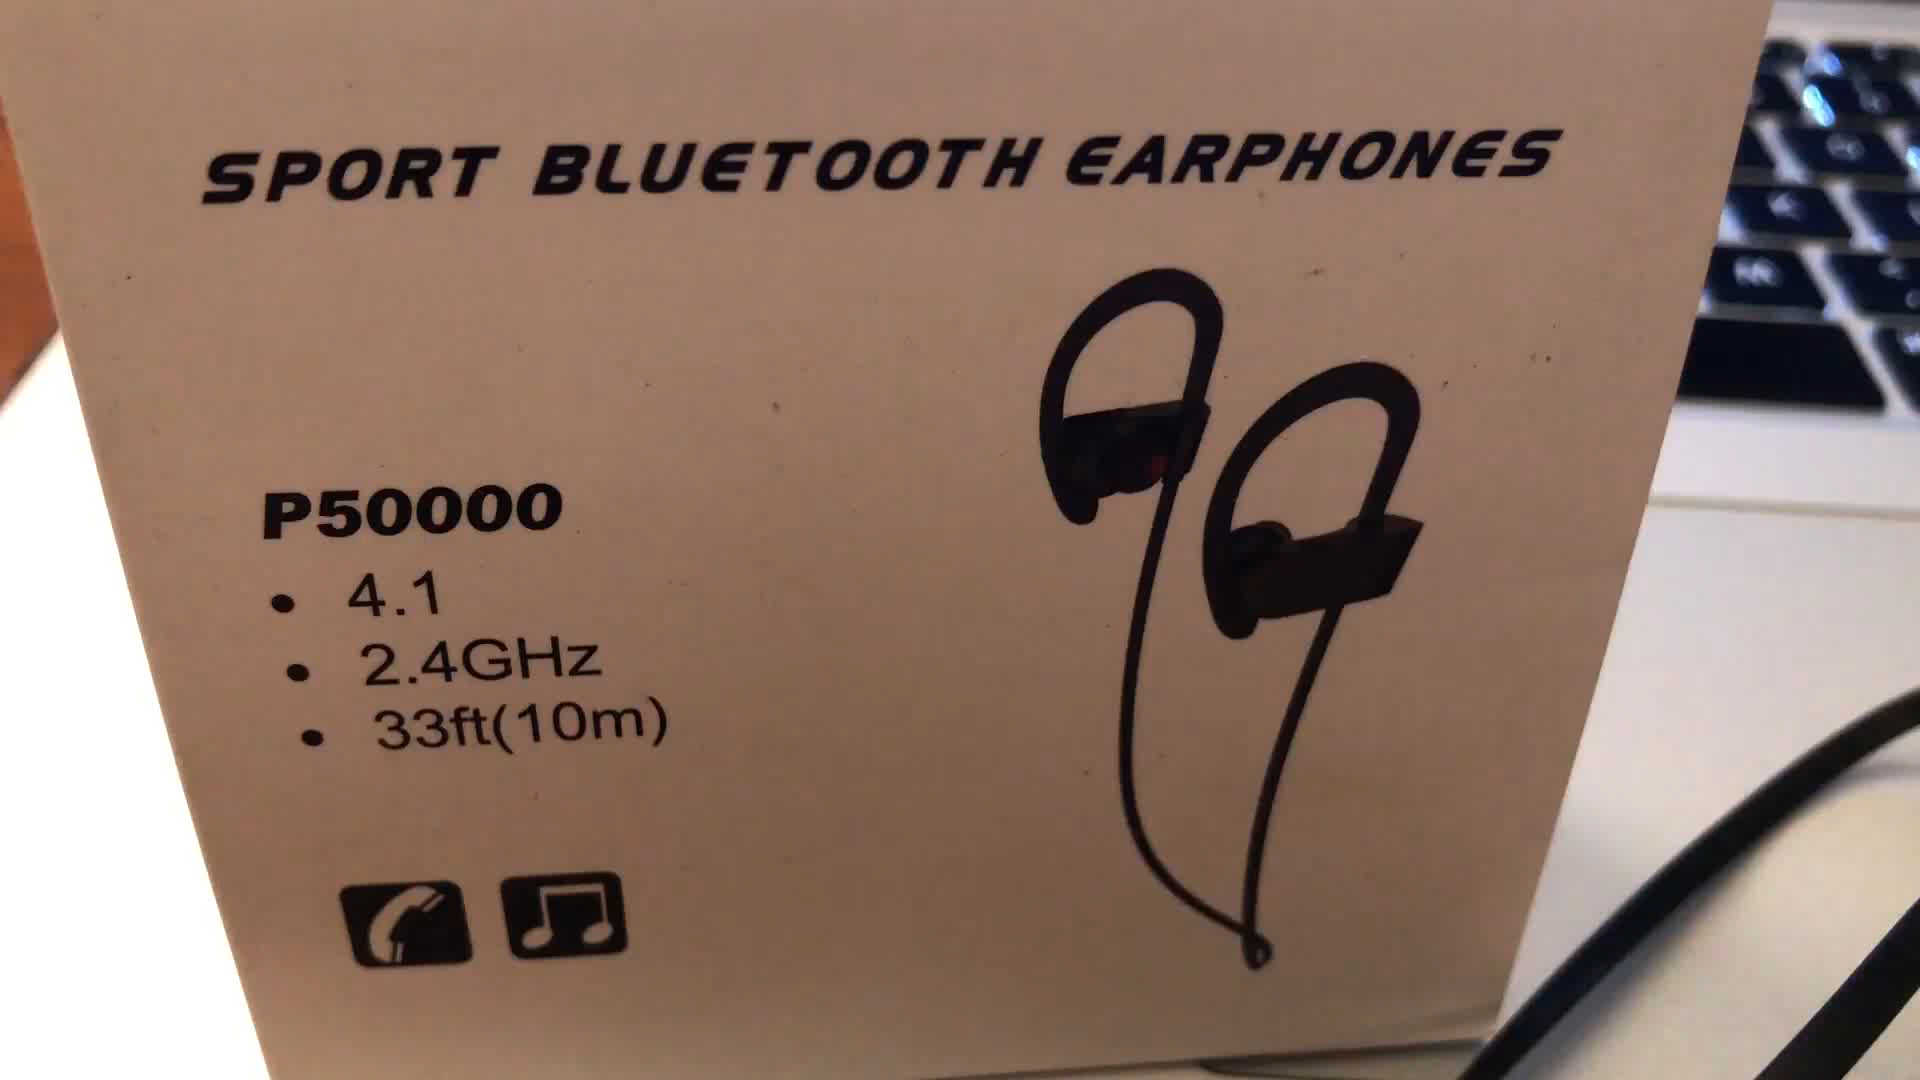 SPORT BLUETOOTH EARPHONES
P50000
• 4.1
• 2.4GHz
• 33ft(10m)